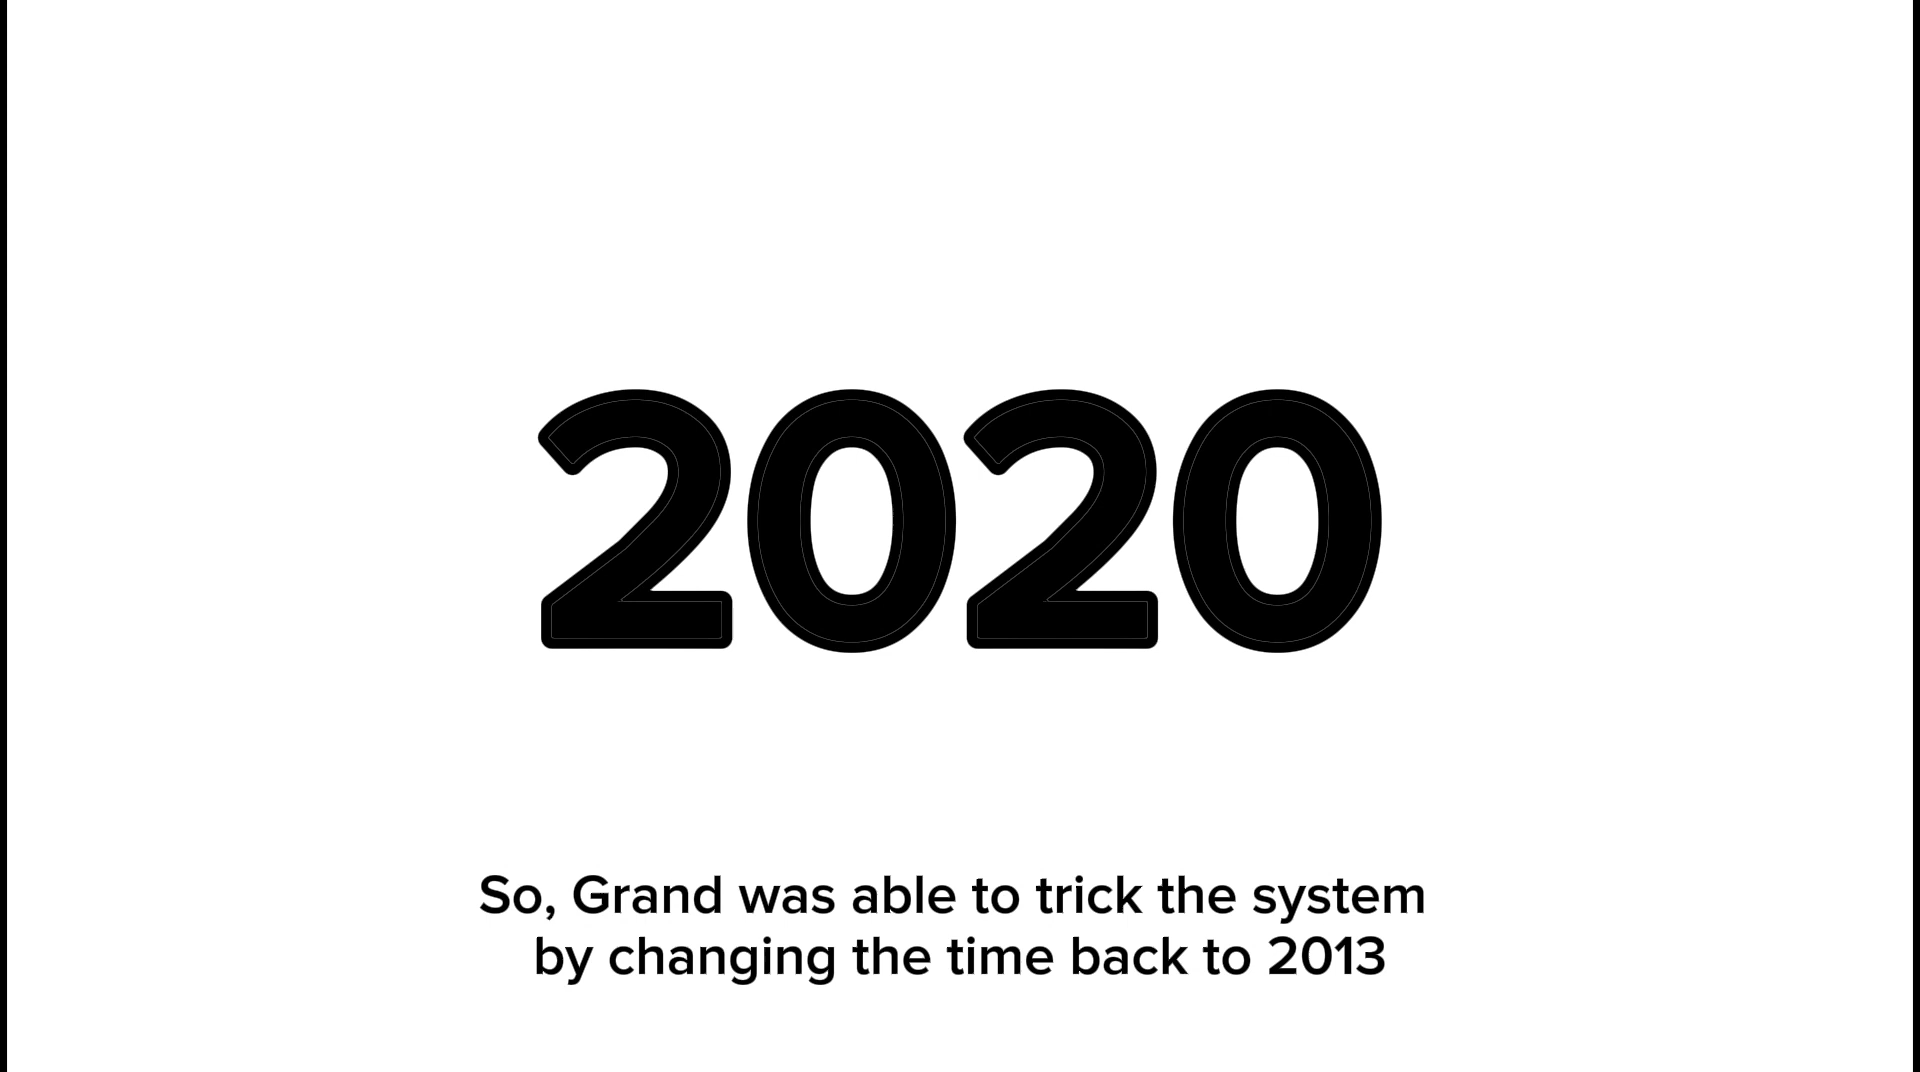 2020
So, Grand was able to trick the system
by changing the time back to 2013